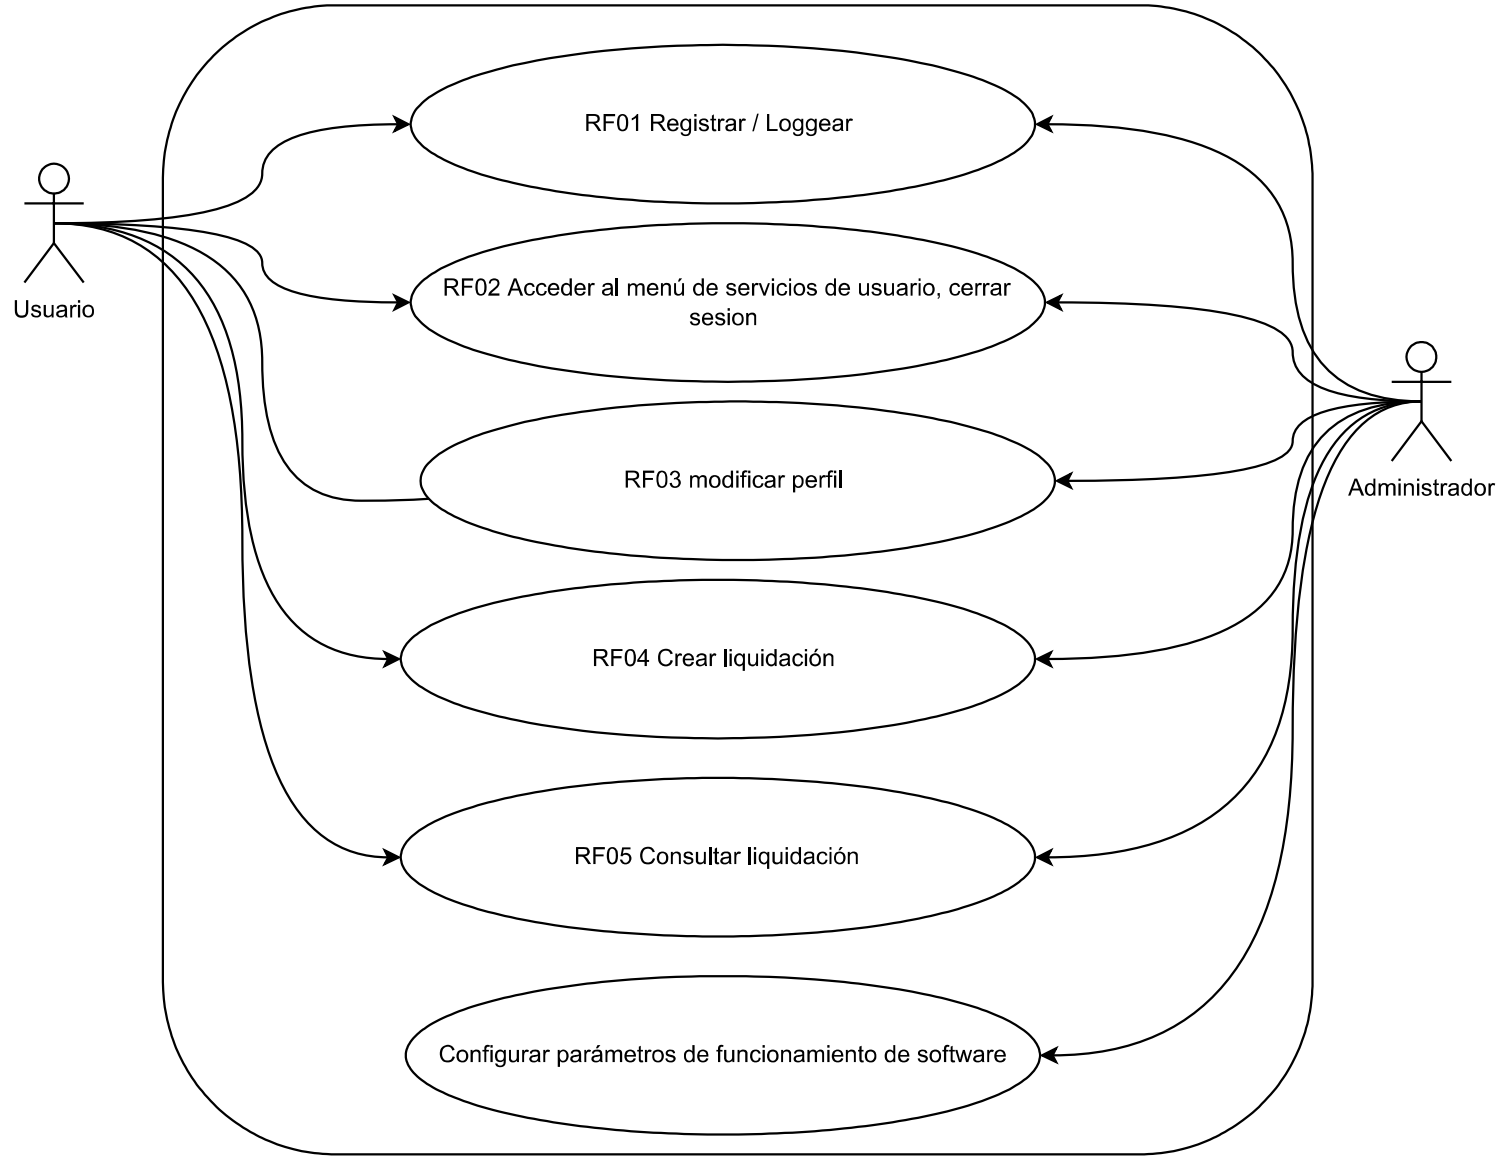 RF01 Registrar / Loggear
Usuario
RF02 Acceder al menú de servicios de usuario, cerrar
sesion
RF03 modificar perfil
Administrador
RF04 Crear liquidación
RF05 Consultar liquidación
Configurar parámetros de funcionamiento de software